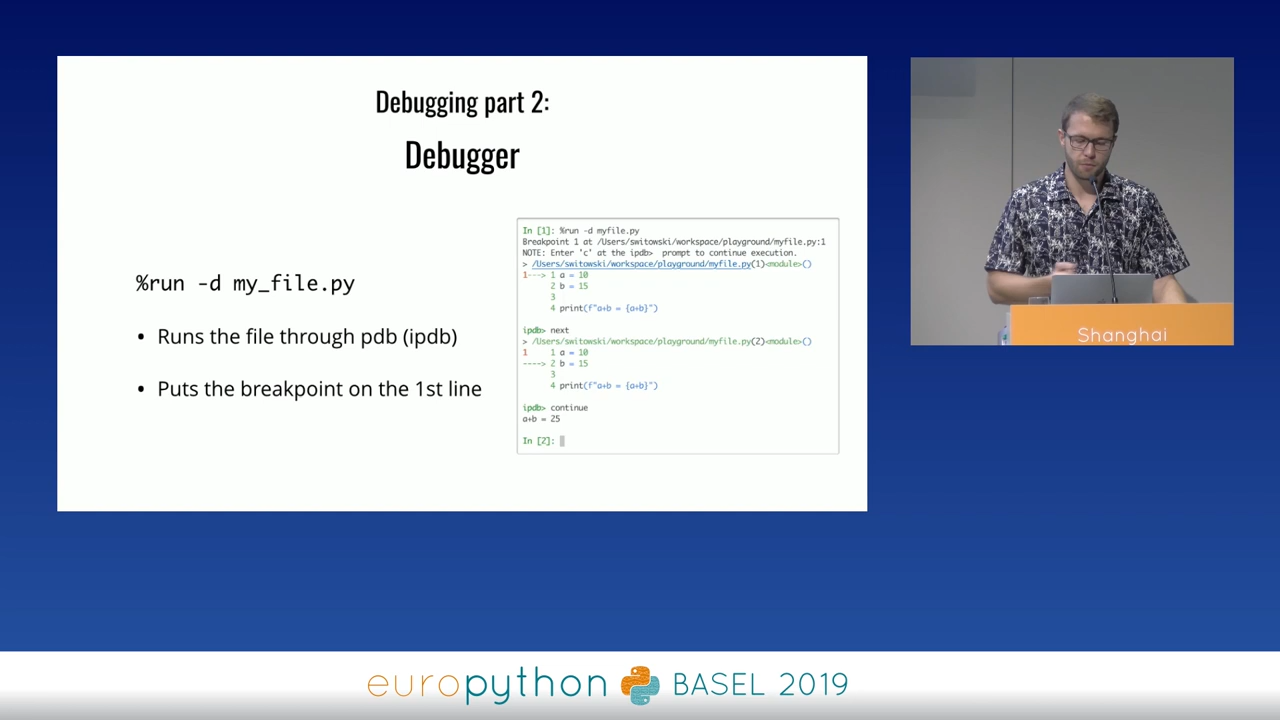 Debugging part 2:
Debugger
%run -d my_file.py
• Runs the file through pdb (ipdb)
• Puts the breakpoint on the 1st line
In [1]: %run -d myfile.py
Breakpoint 1 at /Users/switowski/workspace/playground/myfile.py:1
NOTE: Enter 'c' at the ipdb>  prompt to continue execution.
> /Users/switowski/workspace/playground/myfile.py(1)<module>()
1---> 1 a = 10
2 b = 15
3
4 print(f"a+b = {a+b}")
ipdb> next
> /Users/switowski/workspace/playground/myfile.py(2)<module>()
1     1 a = 10
----> 2 b = 15
3
4 print(f"a+b = {a+b}")
ipdb> continue
a+b = 25
In [2]:
Shanghai
europython BASEL 2019